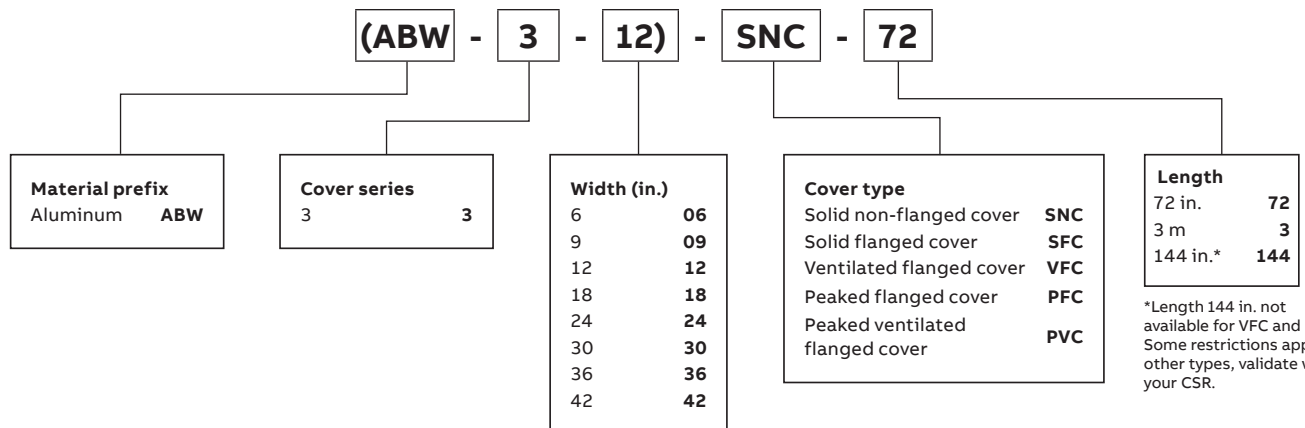 (ABW - 3 - 12) - SNC - 72
Material prefix
Aluminum ABW
Cover series
3 3
Width (in.)
6 06
9 09
12 12
18 18
24 24
30 30
36 36
42 42
Cover type
Solid non-flanged cover SNC
Solid flanged cover SFC
Ventilated flanged cover VFC
Peaked flanged cover PFC
Peaked ventilated
flanged cover PVC
Length
72 in. 72
3 m 3
144 in.* 144
*Length 144 in. not
available for VFC and
Some restrictions
other types, validate
your CSR.